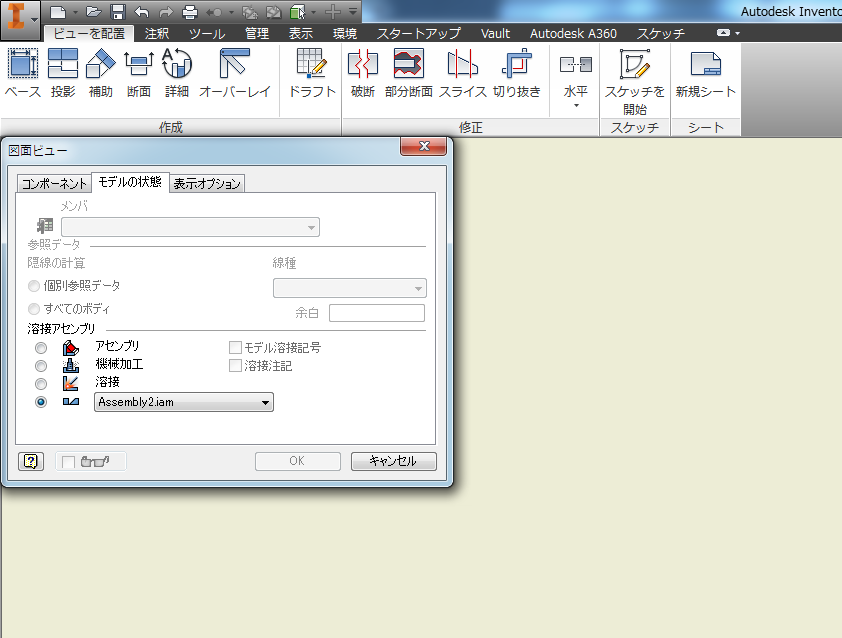 Autodesk Invento
ビューを配置 注釈 ツール 管理 表示 環境 スタートアップ Vault Autodesk A360 スケッチ
ベース 投影 補助 断面 詳細 オーバーレイ ドラフト 破断 部分断面 スライス 切り抜き 水平 スケッチを 新規シート
開始
作成 修正 スケッチ シート
図面ビュー
コンポーネント モデルの状態 表示オプション
メンバ
参照データ
隠線の計算 線種
個別参照データ
すべてのボディ 余白
溶接アセンブリ
アセンブリ モデル溶接記号
機械加工 溶接注記
溶接
Assembly2.iam
OK キャンセル